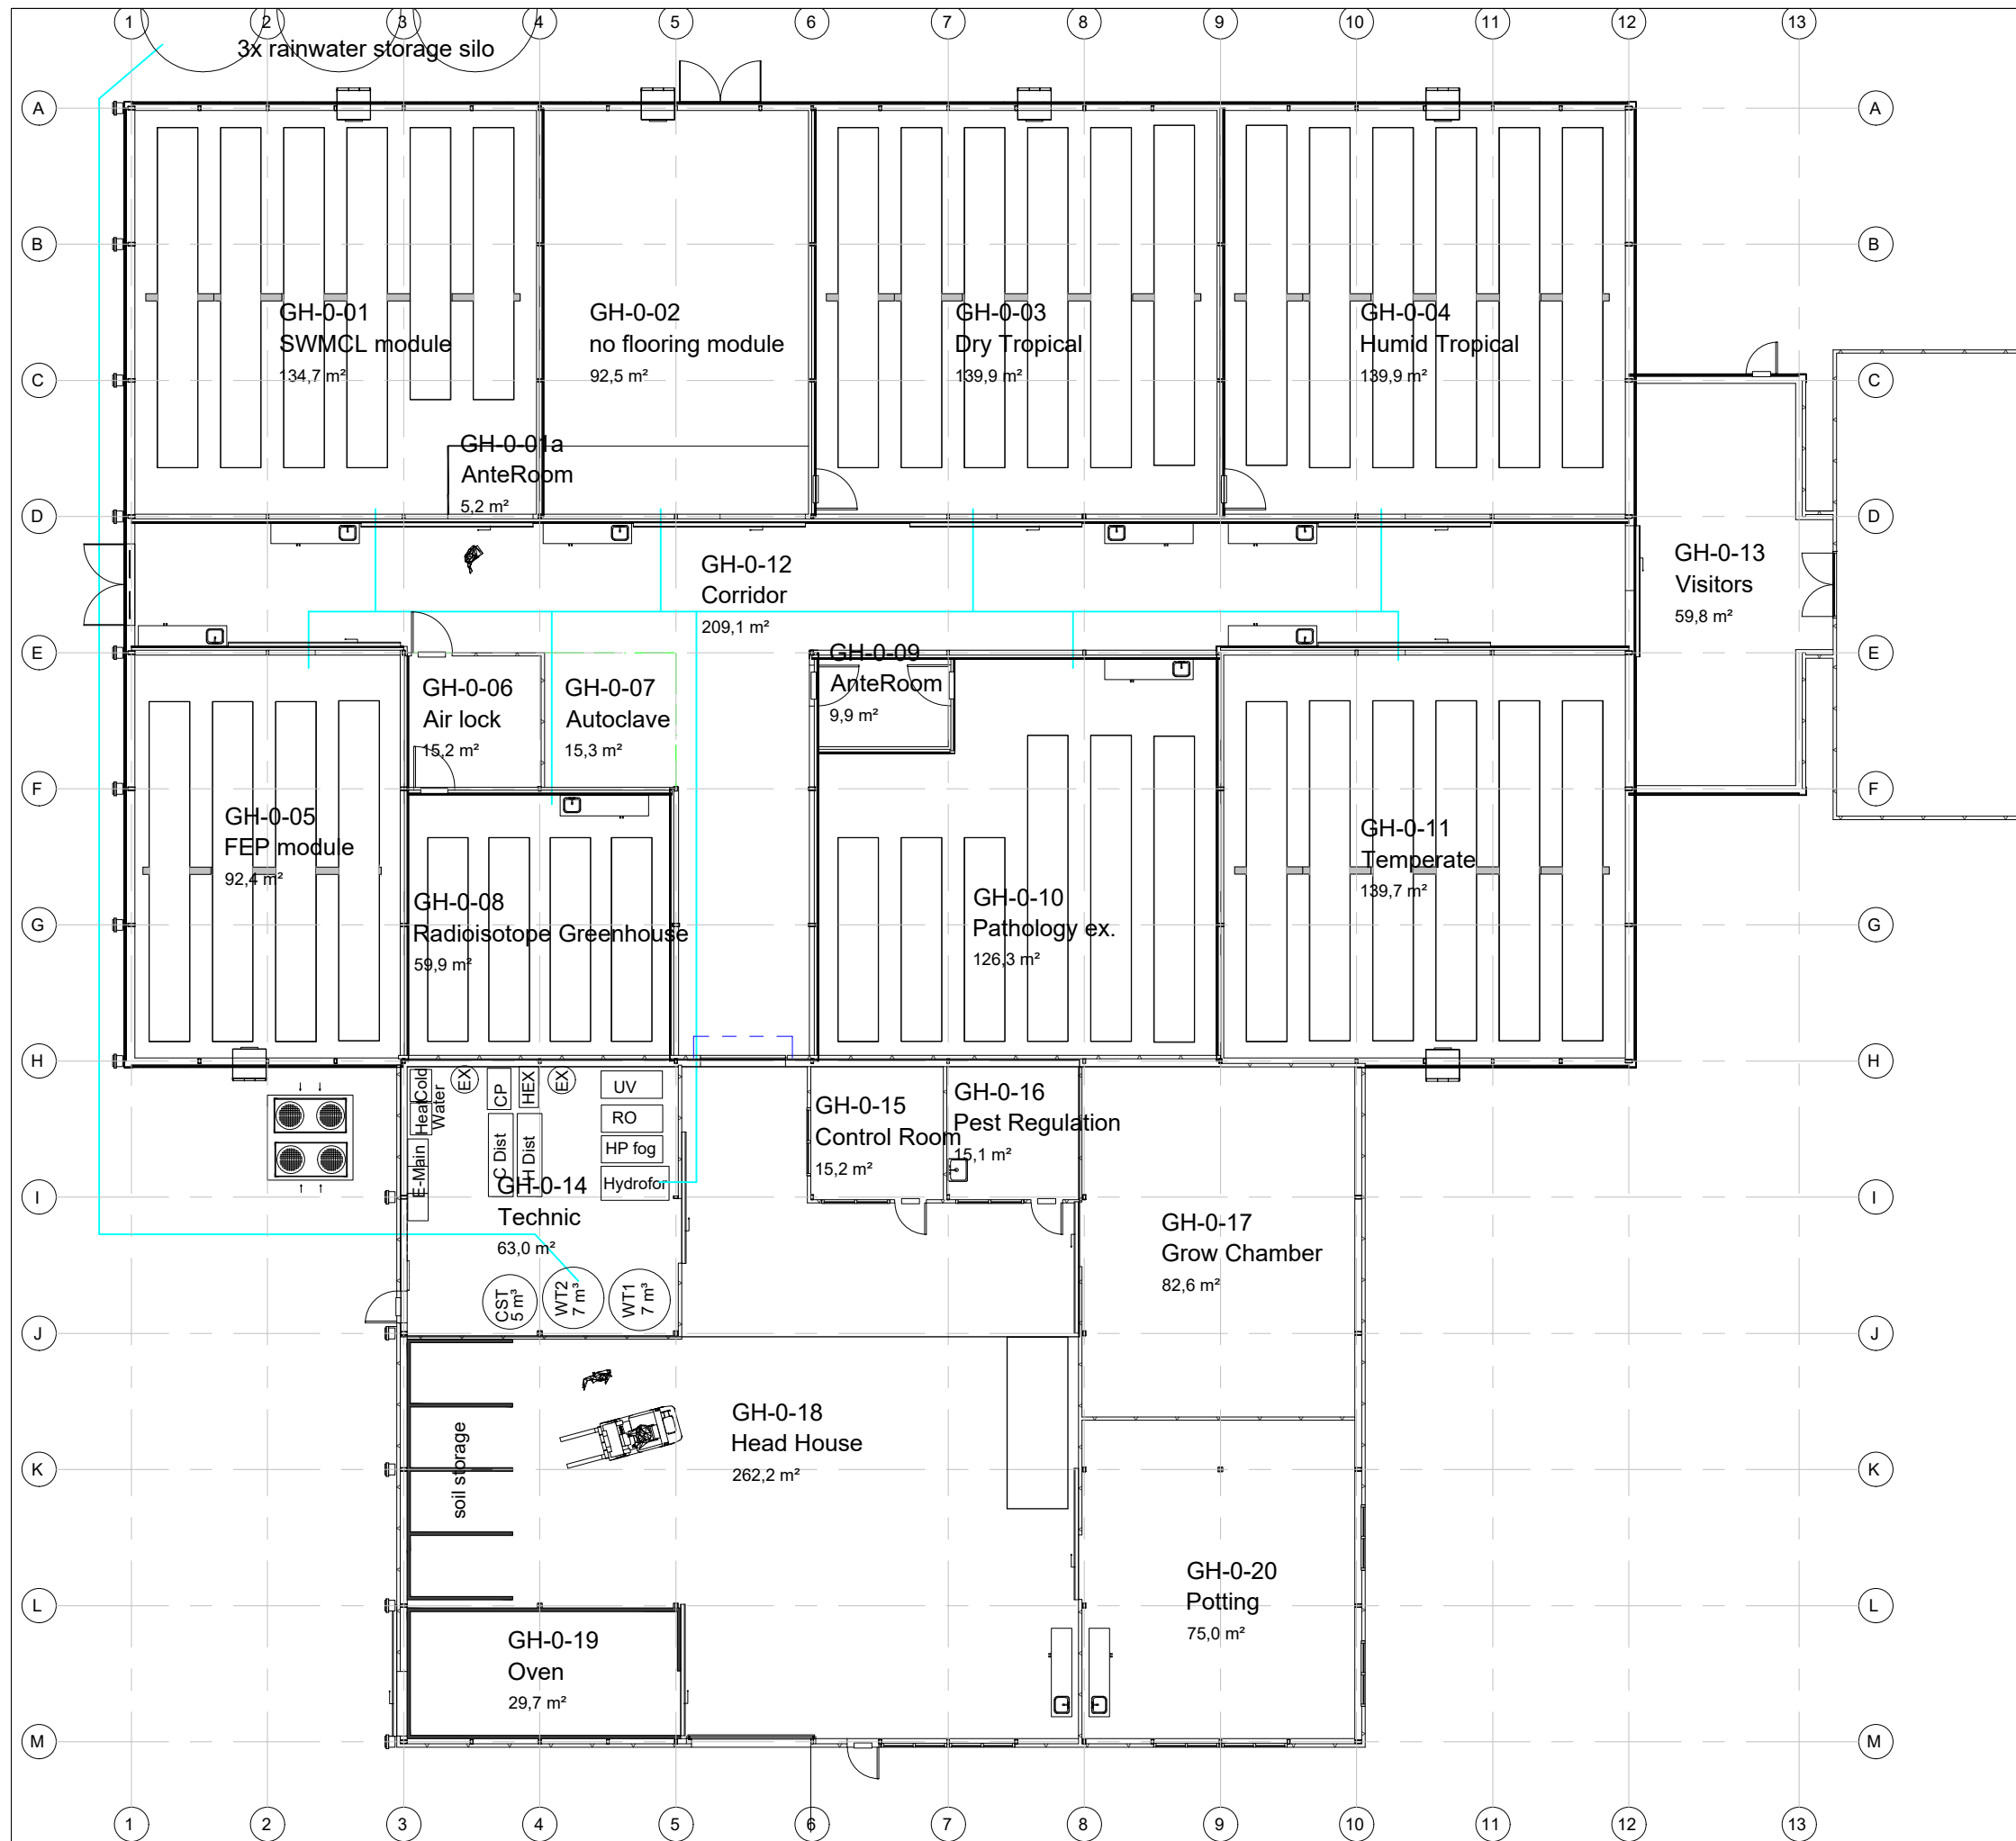 1 2 3 4 5 6 7 8 9 10 11 12 13
3x rainwater storage silo
A A
B B
GH-0-01
SWMCL module
134,7 m²
GH-0-02
no flooring module
92,5 m²
GH-0-03
Dry Tropical
139,9 m²
GH-0-04
Humid Tropical
139,9 m²
C C
GH-0-01a
AnteRoom
5,2 m²
D D
GH-0-12
Corridor
209,1 m²
GH-0-13
Visitors
59,8 m²
E E
GH-0-06
Air lock
15,2 m²
GH-0-07
Autoclave
15,3 m²
GH-0-09
AnteRoom
9,9 m²
F F
GH-0-05
FEP module
92,4 m²
GH-0-08
Radioisotope Greenhouse
59,9 m²
GH-0-10
Pathology ex.
126,3 m²
GH-0-11
Temperate
139,7 m²
G G
H H
Heat
Cold
Water
EX
CP
HEX
EX
UV
RO
HP fog
Hydrofor
E-Main
C Dist
H Dist
GH-0-14
Technic
63,0 m²
CST
5 m³
WT2
7 m³
WT1
7 m³
GH-0-15
Control Room
15,2 m²
GH-0-16
Pest Regulation
15,1 m²
I I
GH-0-17
Grow Chamber
82,6 m²
J J
soil storage
GH-0-18
Head House
262,2 m²
K K
GH-0-20
Potting
75,0 m²
L L
GH-0-19
Oven
29,7 m²
M M
1 2 3 4 5 6 7 8 9 10 11 12 13